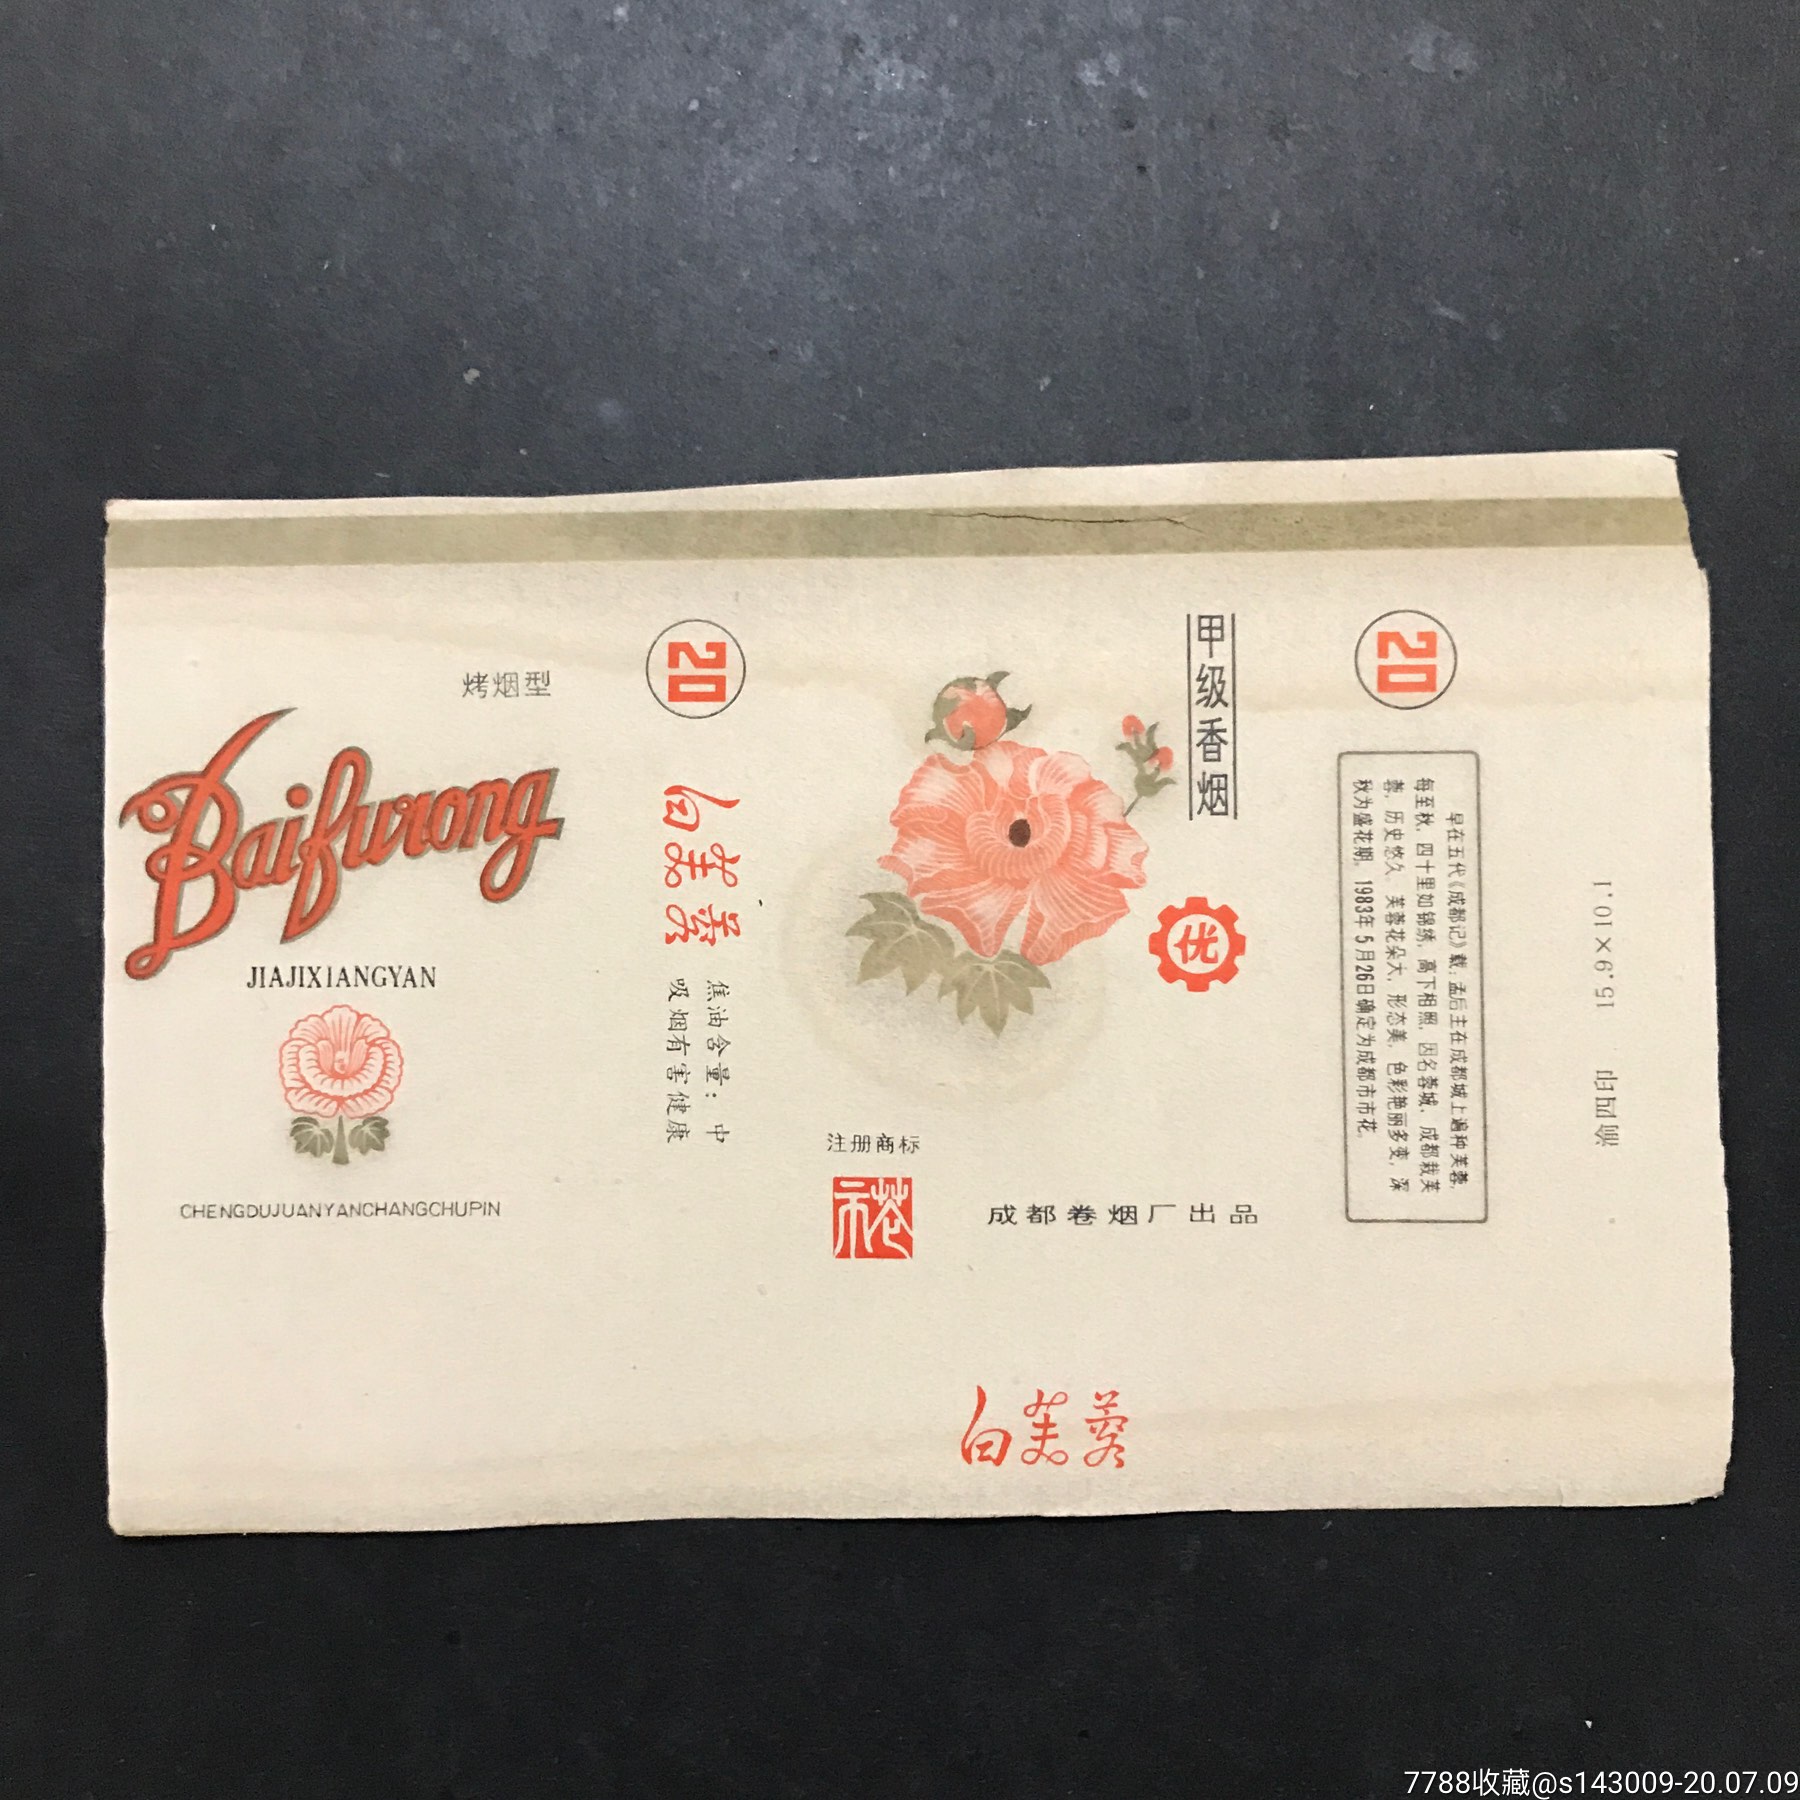 烤烟型
Baifurong
JIAJIXIANGYAN
CHENGDUJUANYANCHANGCHUPIN
20
白芙蓉
焦油含量：中
吸烟有害健康
甲级香烟
优
注册商标
成都卷烟厂出品
白芙蓉
20
早在五代《成都记》载：孟后主在成都城上遍种芙蓉，
每至秋，四十里如锦绣，高下相照，因名蓉城，成都栽芙
蓉，历史悠久，芙蓉花朵大，形态美，色彩艳丽多变，深
秋为盛花期。1983年5月26日确定为成都市市花。
15.9×10.1
7788收藏@s143009-20.07.09